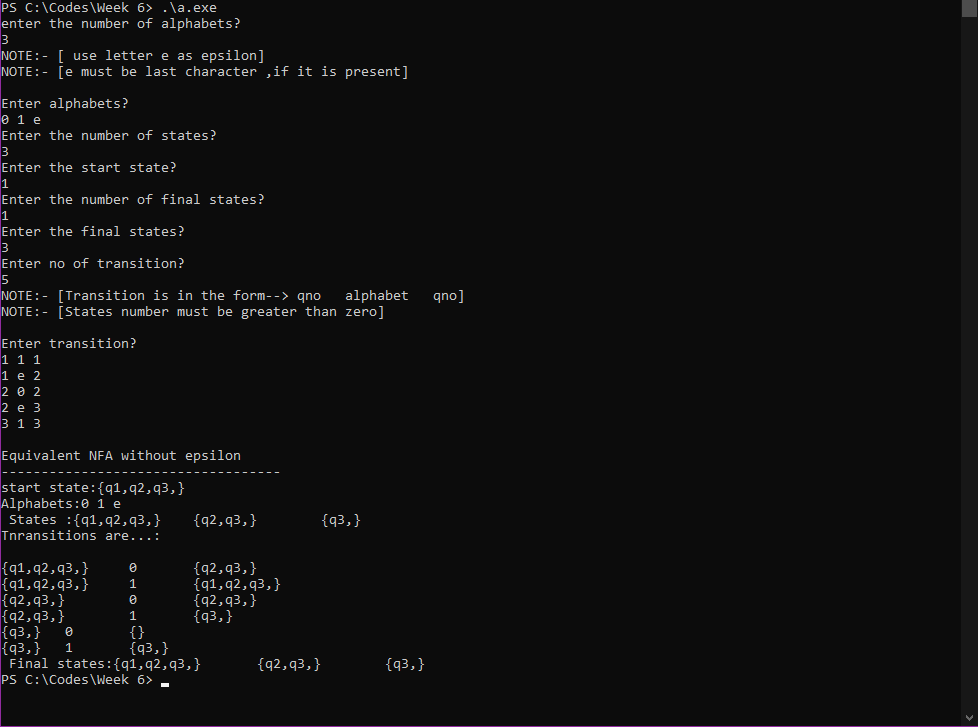 PS C:\Codes\Week 6> .\a.exe
enter the number of alphabets?
3
NOTE:- [ use letter e as epsilon]
NOTE:- [e must be last character ,if it is present]
Enter alphabets?
0 1 e
Enter the number of states?
3
Enter the start state?
1
Enter the number of final states?
1
Enter the final states?
3
Enter no of transition?
5
NOTE:- [Transition is in the form--> qno   alphabet   qno]
NOTE:- [States number must be greater than zero]
Enter transition?
1 1 1
1 e 2
2 0 2
2 e 3
3 1 3
Equivalent NFA without epsilon
-----------------------------------
start state:{q1,q2,q3,}
Alphabets:0 1 e
 States :{q1,q2,q3,}    {q2,q3,}        {q3,}
Tnransitions are...:
{q1,q2,q3,}     0       {q2,q3,}
{q1,q2,q3,}     1       {q1,q2,q3,}
{q2,q3,}        0       {q2,q3,}
{q2,q3,}        1       {q3,}
{q3,}   0       {}
{q3,}   1       {q3,}
 Final states:{q1,q2,q3,}       {q2,q3,}        {q3,}
PS C:\Codes\Week 6>